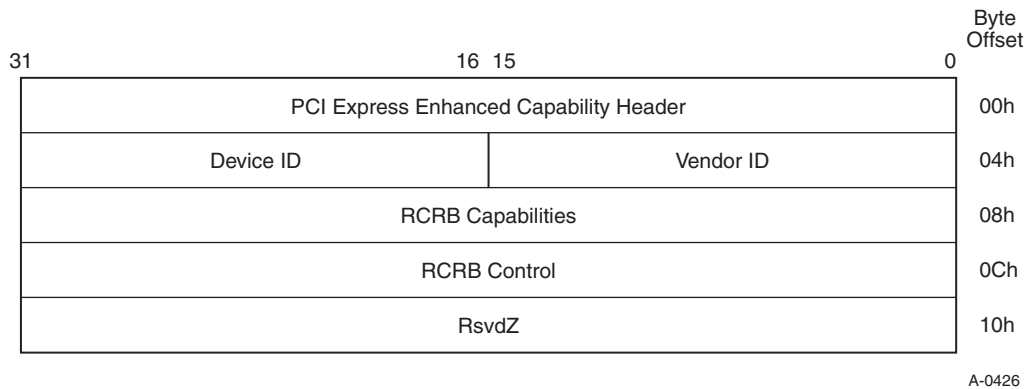 Byte
Offset
31 16 15 0
PCI Express Enhanced Capability Header 00h
Device ID Vendor ID 04h
RCRB Capabilities 08h
RCRB Control 0Ch
RsvdZ 10h
A-0426